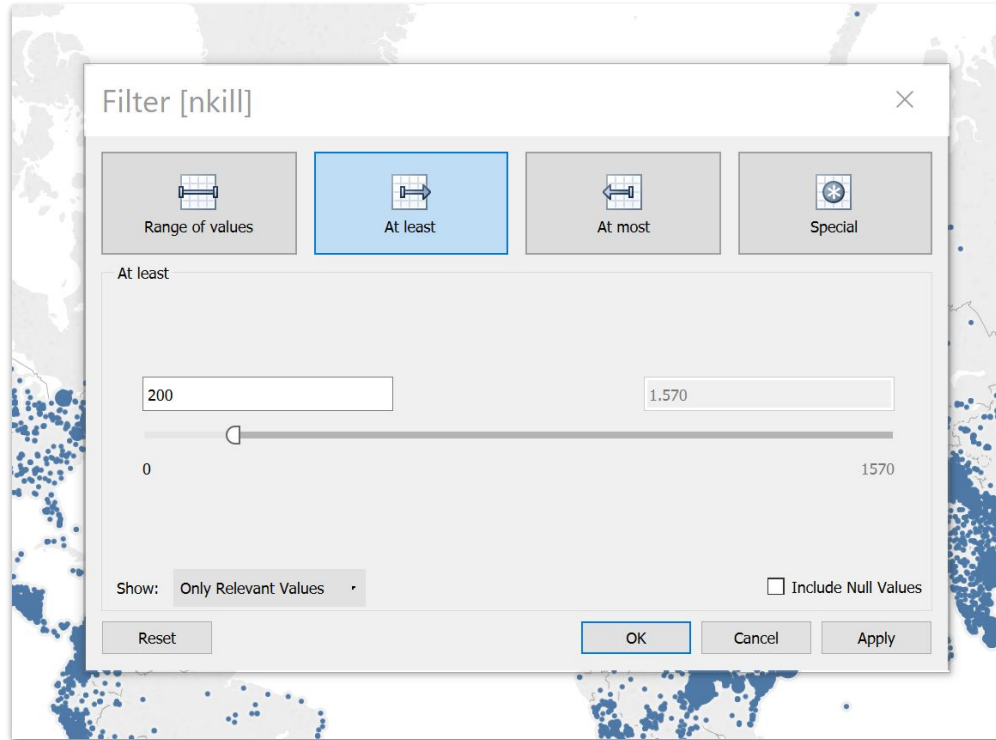 Filter [nkill]
Range of values At least At most Special
At least
200 1.570
0 1570
Show: Only Relevant Values Include Null Values
Reset OK Cancel Apply